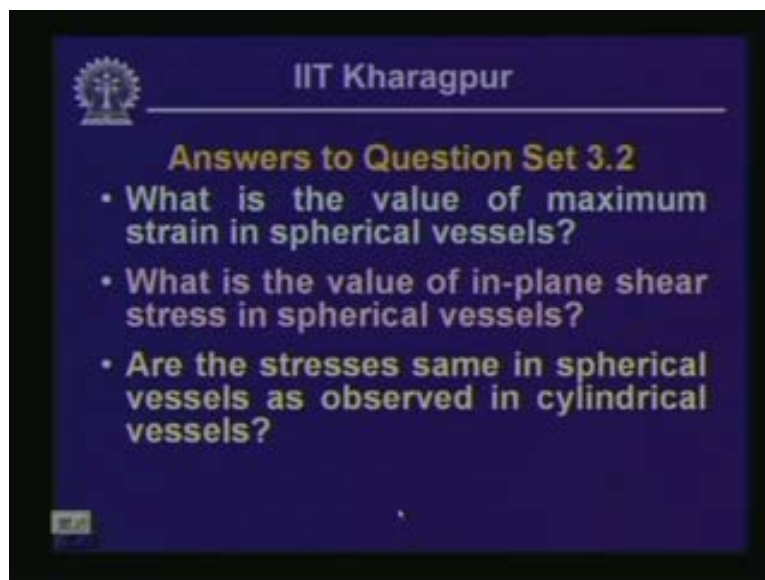 IIT Kharagpur
Answers to Question Set 3.2
• What is the value of maximum
strain in spherical vessels?
• What is the value of in-plane shear
stress in spherical vessels?
• Are the stresses same in spherical
vessels as observed in cylindrical
vessels?